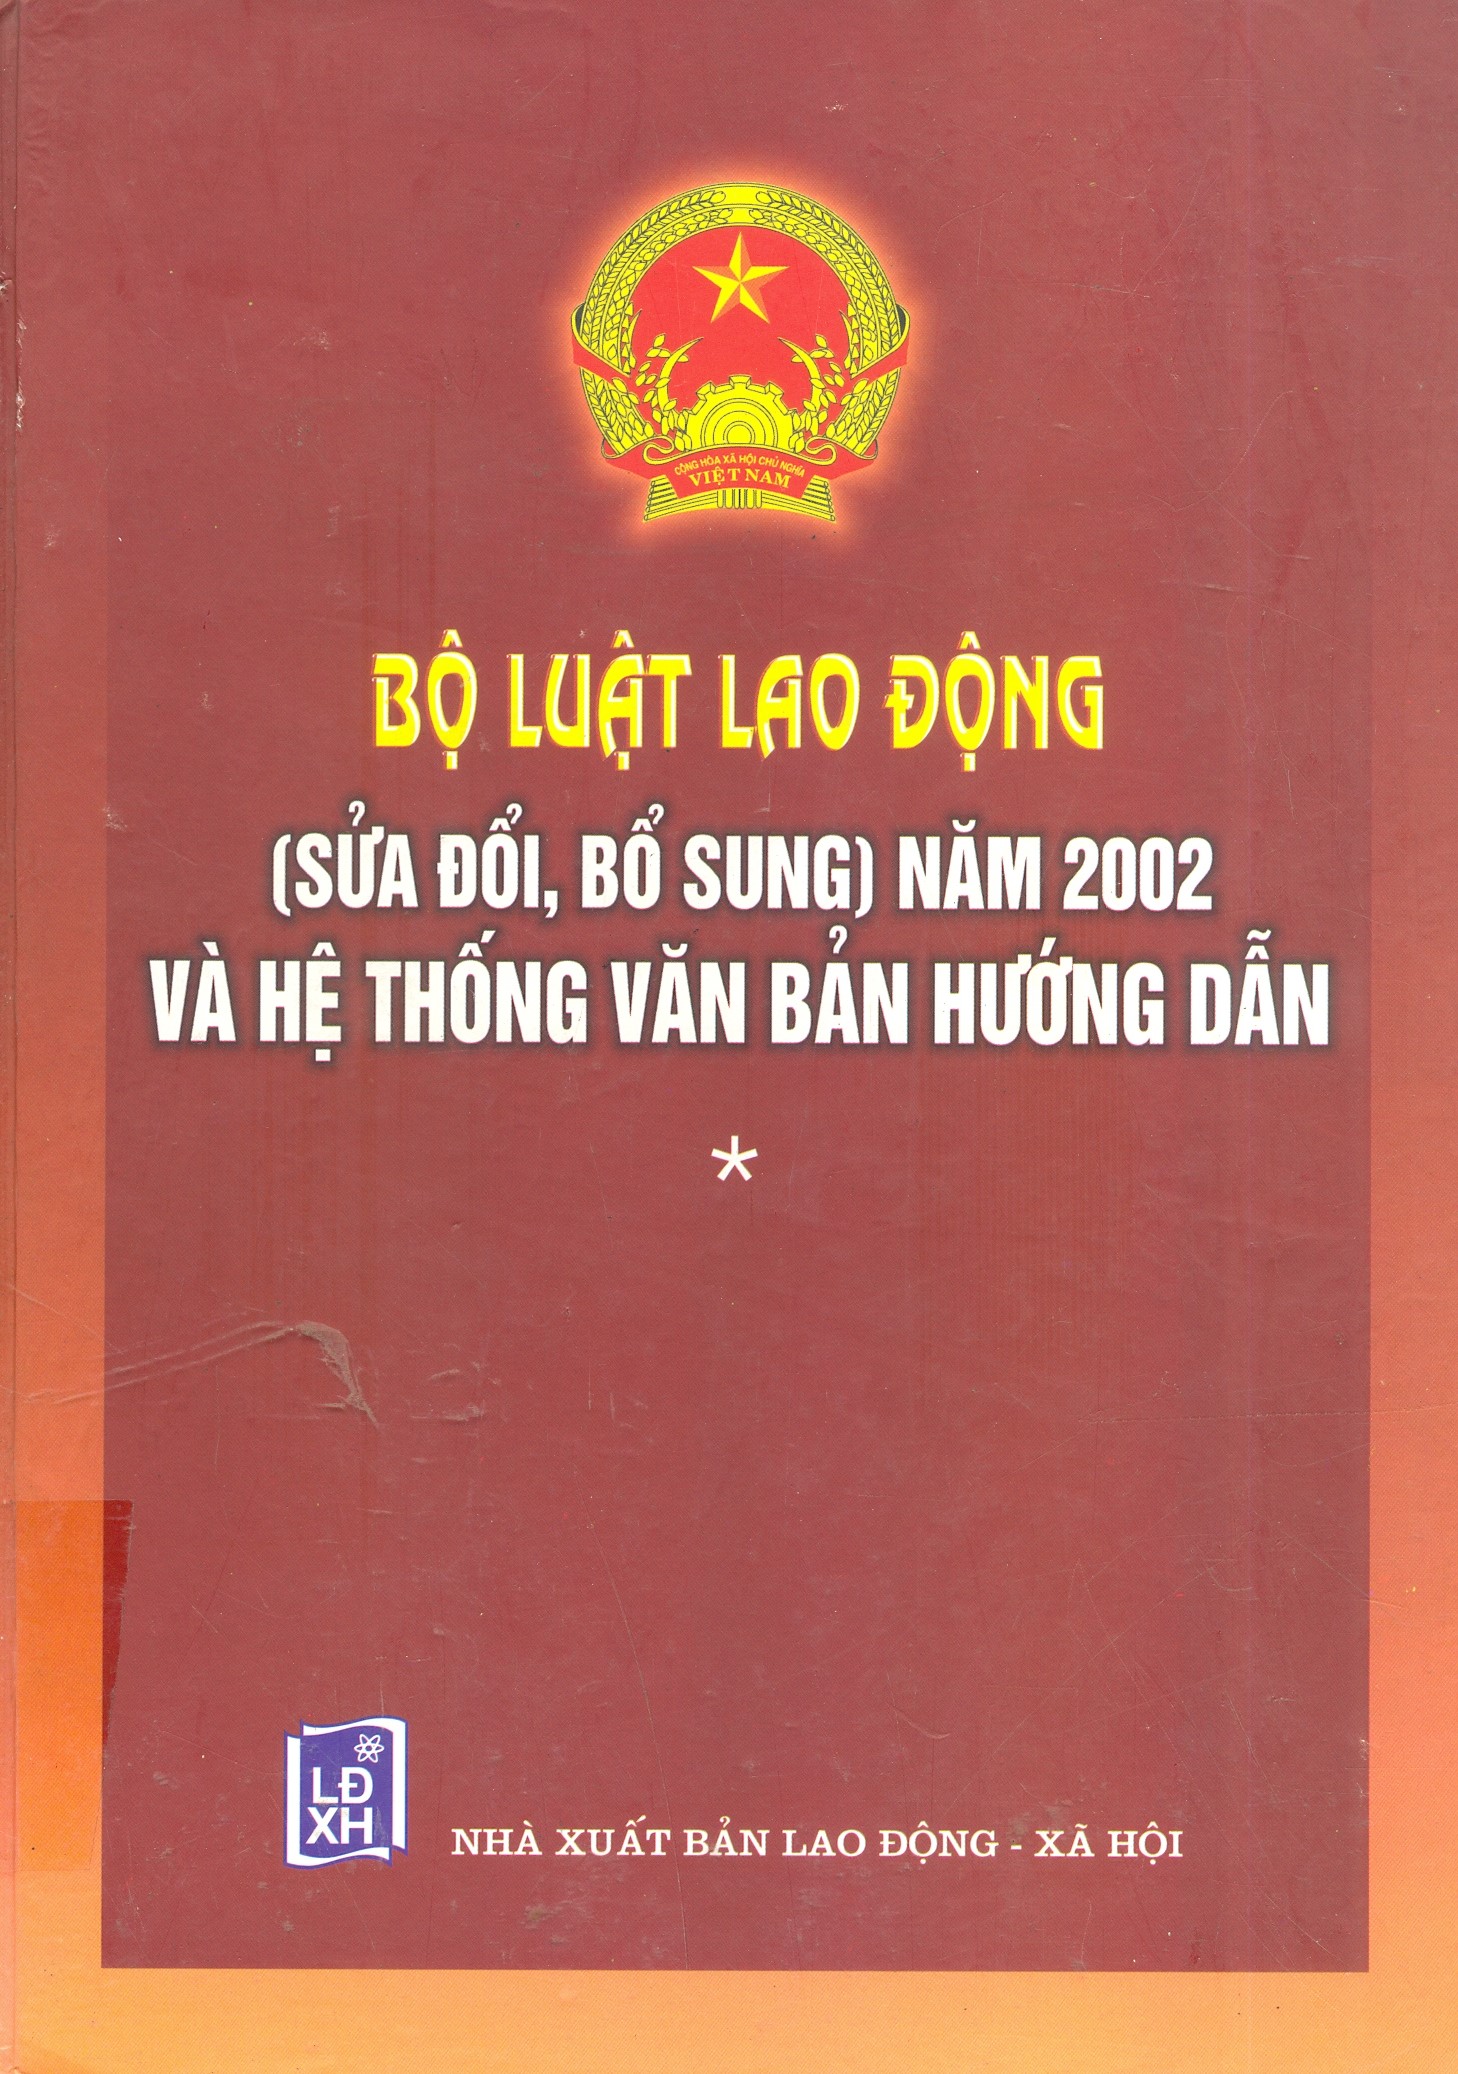 CỘNG HÒA XÃ HỘI CHỦ NGHĨA
VIỆT NAM
BỘ LUẬT LAO ĐỘNG
(SỬA ĐỔI, BỔ SUNG) NĂM 2002
VÀ HỆ THỐNG VĂN BẢN HƯỚNG DẪN
*
LĐ
XH
NHÀ XUẤT BẢN LAO ĐỘNG - XÃ HỘI